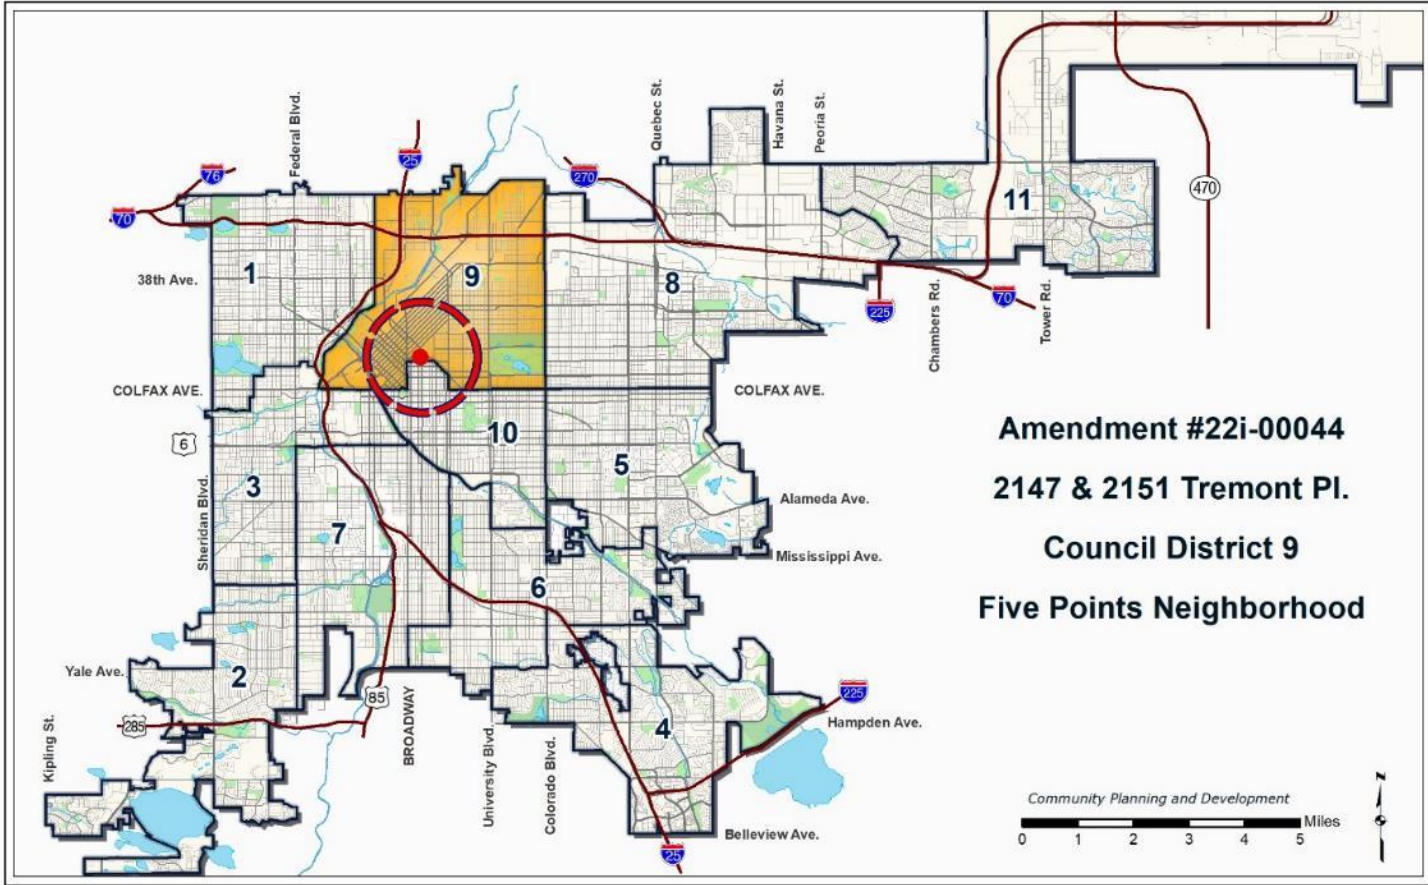 Federal Blvd.
Quebec St.
Havana St.
Peoria St.
76
25
270
70
470
11
1
9
8
38th Ave.
225
70
Chambers Rd.
Tower Rd.
COLFAX AVE.
COLFAX AVE.
6
10
5
3
Sheridan Blvd.
7
Alameda Ave.
Mississippi Ave.
6
Yale Ave.
2
85
BROADWAY
225
285
4
Hampden Ave.
Kipling St.
University Blvd.
Colorado Blvd.
Belleview Ave.
25
Amendment #22i-00044
2147 & 2151 Tremont Pl.
Council District 9
Five Points Neighborhood
Community Planning and Development
Miles
0 1 2 3 4 5
N